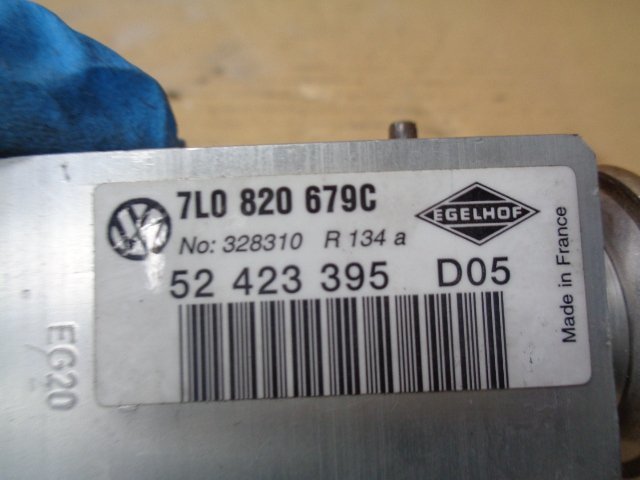 7L0 820 679C
EGELHOF
No: 328310 R 134 a
52 423 395 D05
Made in France
EG20